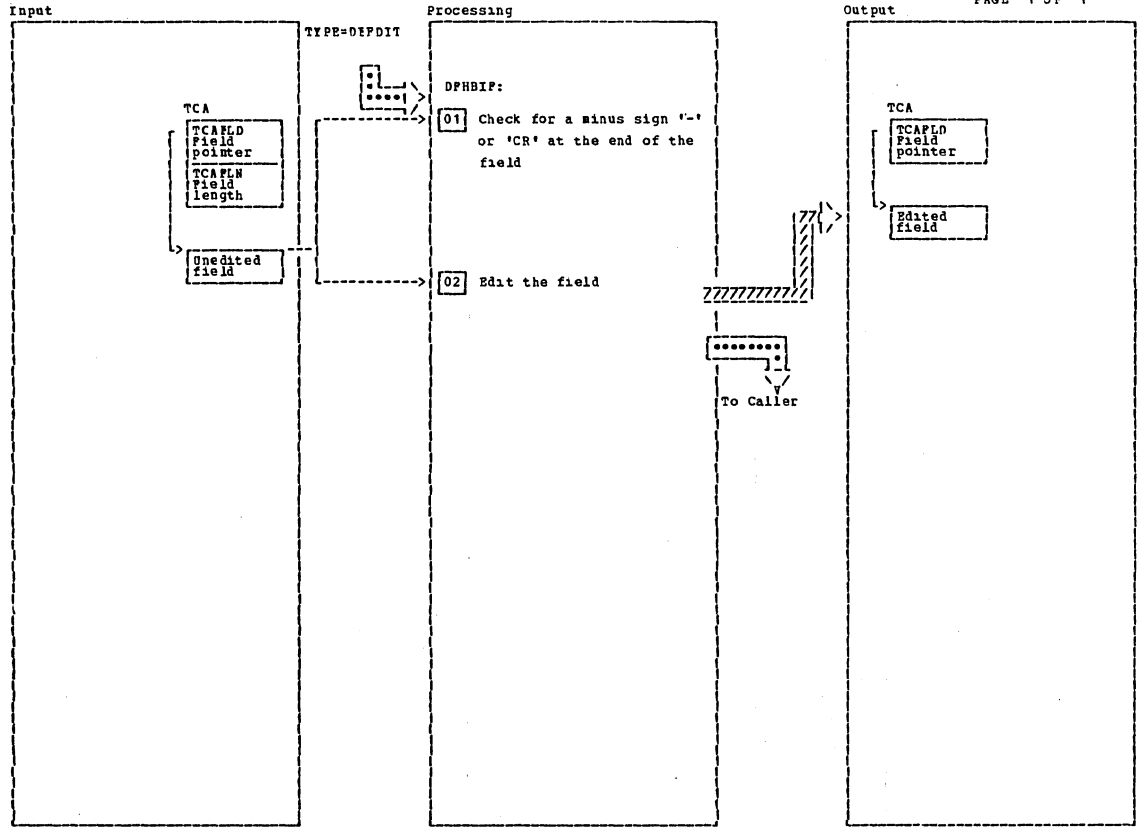 Input
Processing
Output
TYPE=DEFDIT
DFHBIF:
TCA
TCAFLD
Field
pointer
TCAFLN
Field
length
Unedited
field
01 Check for a minus sign '-'
or 'CR' at the end of the
field
02 Edit the field
To Caller
TCA
TCAFLD
Field
pointer
Edited
field